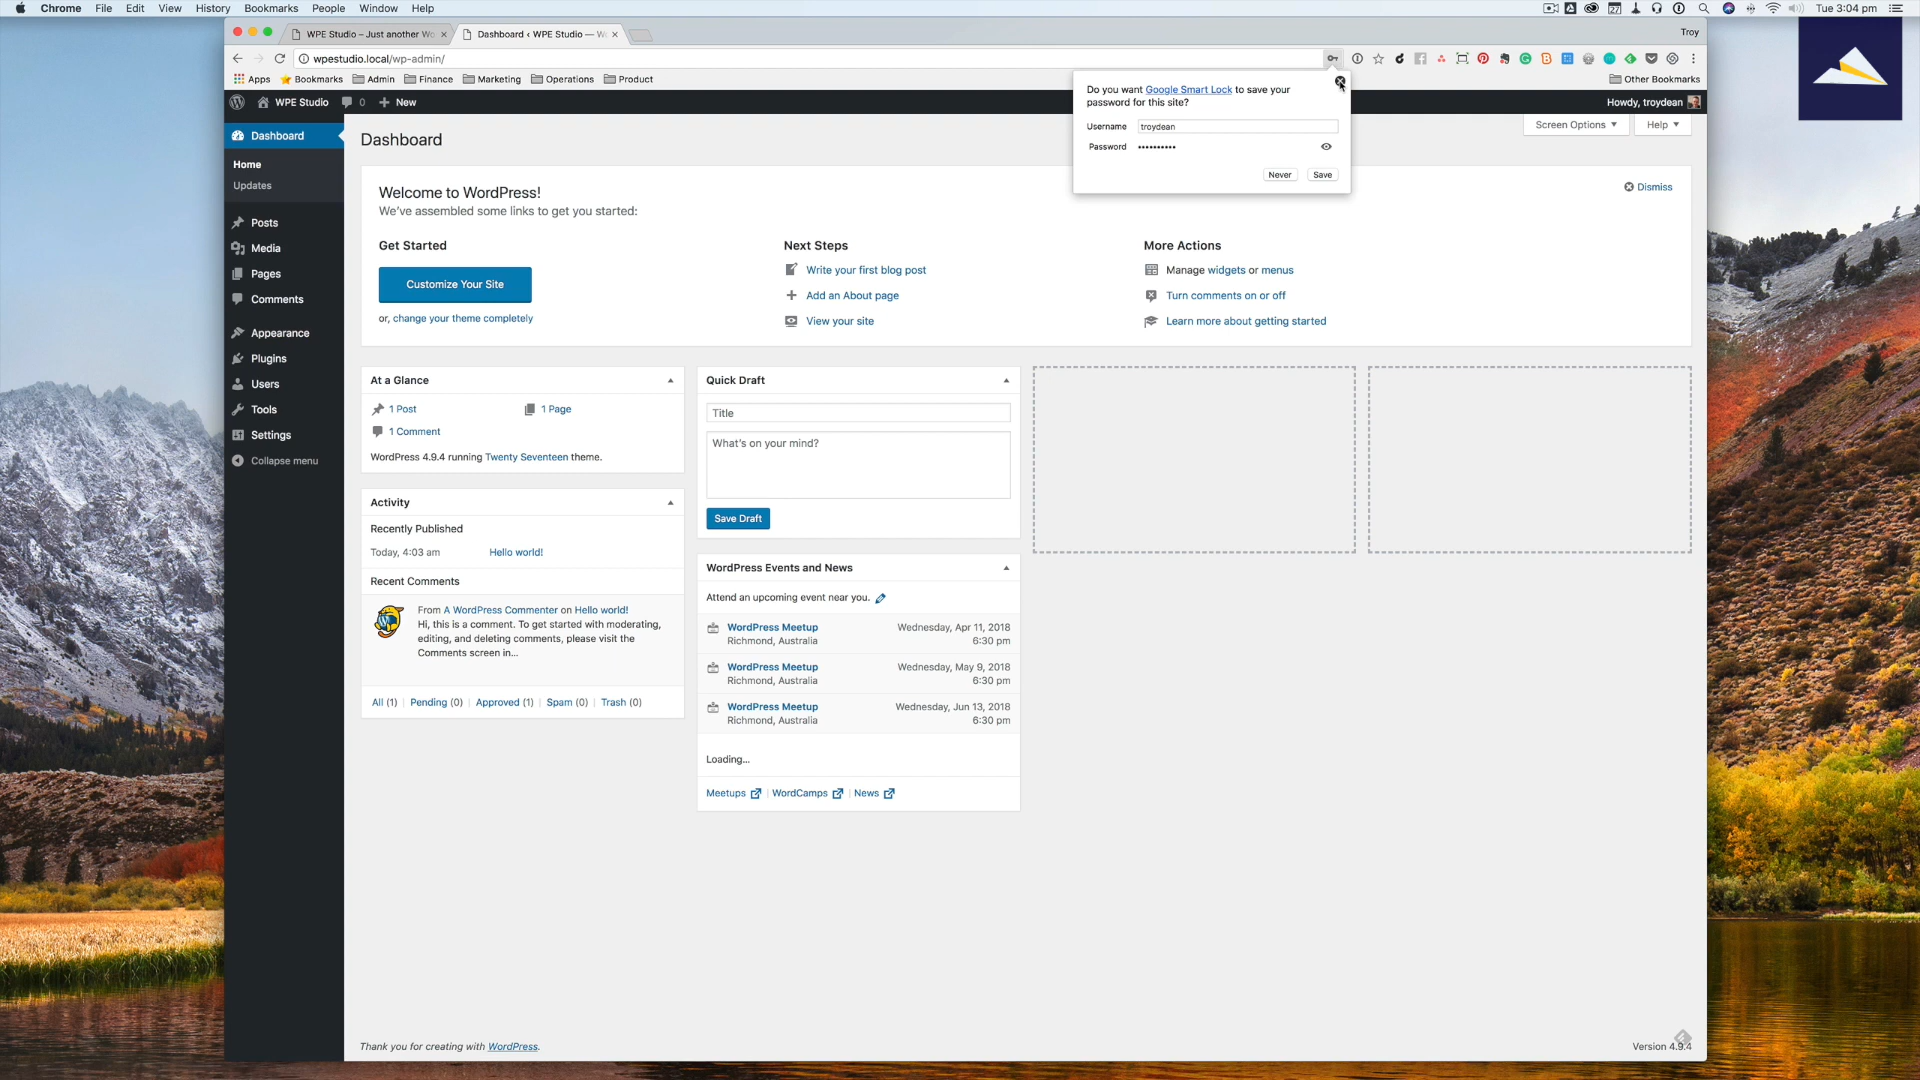 Chrome File Edit View History Bookmarks People Window Help
27 Tue 3:04 pm
WPE Studio – Just another Wo
Dashboard ‹ WPE Studio — W
Troy
wpestudio.local/wp-admin/
Apps Bookmarks Admin Finance Marketing Operations Product Other Bookmarks
WPE Studio 0 New Howdy, troydean
Do you want Google Smart Lock to save your
password for this site?
Username troydean
Password ••••••••••
Never Save
Dashboard
Home
Updates
Posts
Media
Pages
Comments
Appearance
Plugins
Users
Tools
Settings
Collapse menu
Dashboard
Screen Options Help
Welcome to WordPress!
We've assembled some links to get you started:
Dismiss
Get Started
Customize Your Site
or, change your theme completely
Next Steps
Write your first blog post
Add an About page
View your site
More Actions
Manage widgets or menus
Turn comments on or off
Learn more about getting started
At a Glance
1 Post 1 Page
1 Comment
WordPress 4.9.4 running Twenty Seventeen theme.
Activity
Recently Published
Today, 4:03 am Hello world!
Recent Comments
From A WordPress Commenter on Hello world!
Hi, this is a comment. To get started with moderating,
editing, and deleting comments, please visit the
Comments screen in...
All (1) | Pending (0) | Approved (1) | Spam (0) | Trash (0)
Quick Draft
Title
What's on your mind?
Save Draft
WordPress Events and News
Attend an upcoming event near you.
WordPress Meetup Wednesday, Apr 11, 2018
Richmond, Australia 6:30 pm
WordPress Meetup Wednesday, May 9, 2018
Richmond, Australia 6:30 pm
WordPress Meetup Wednesday, Jun 13, 2018
Richmond, Australia 6:30 pm
Loading...
Meetups | WordCamps | News
Thank you for creating with WordPress.
Version 4.9.4